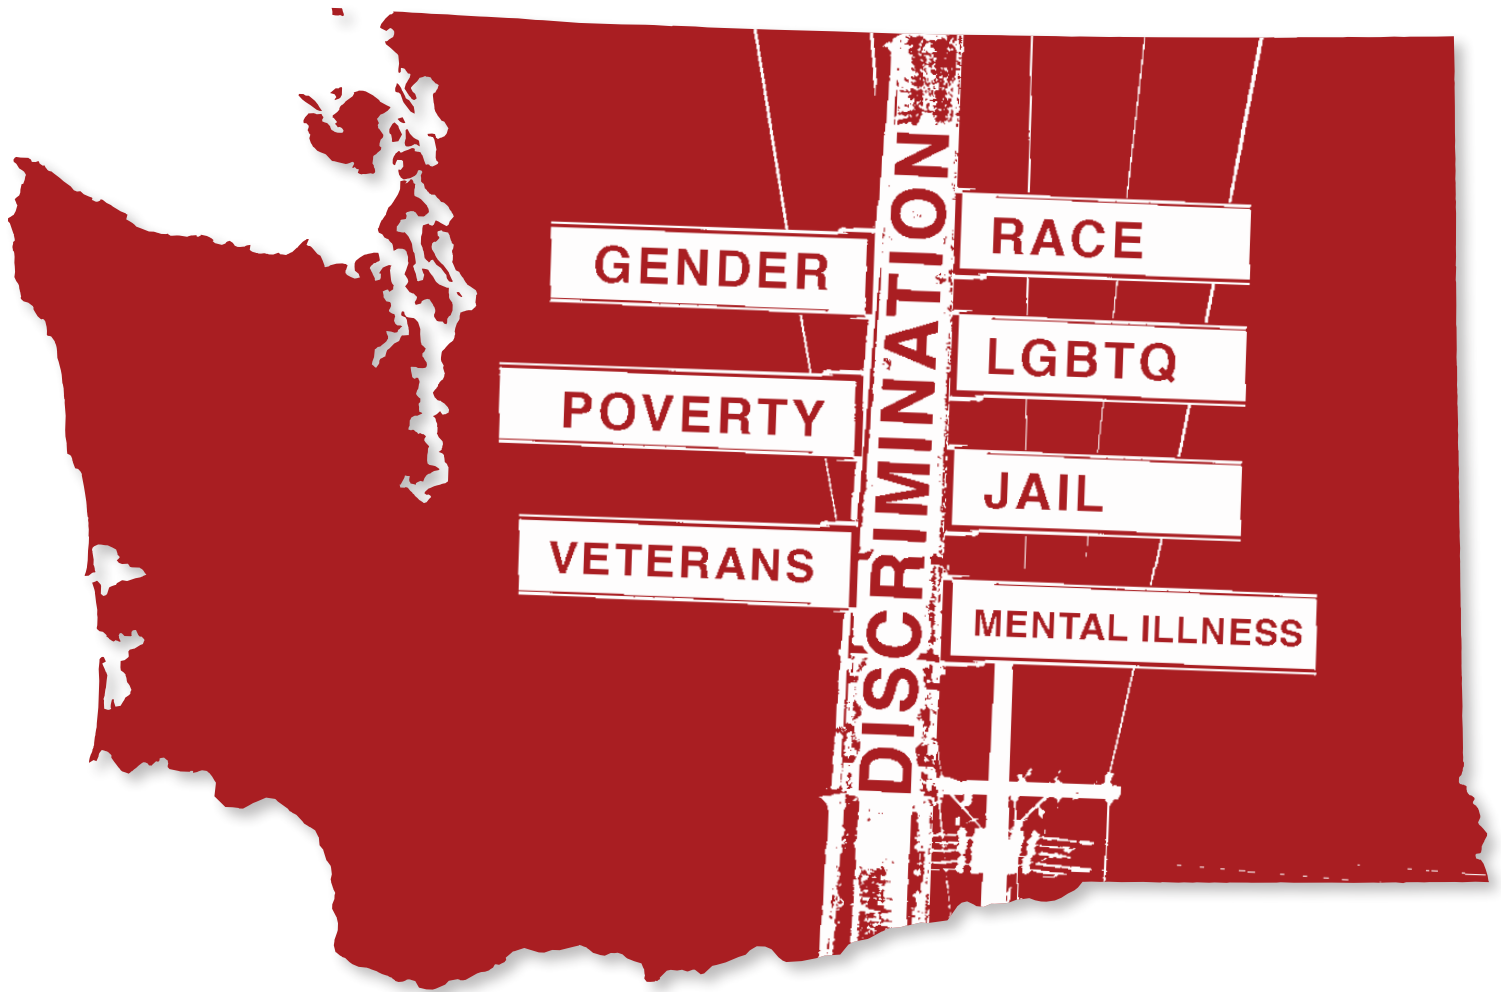 DISCRIMINATION
GENDER
POVERTY
VETERANS
RACE
LGBTQ
JAIL
MENTAL ILLNESS